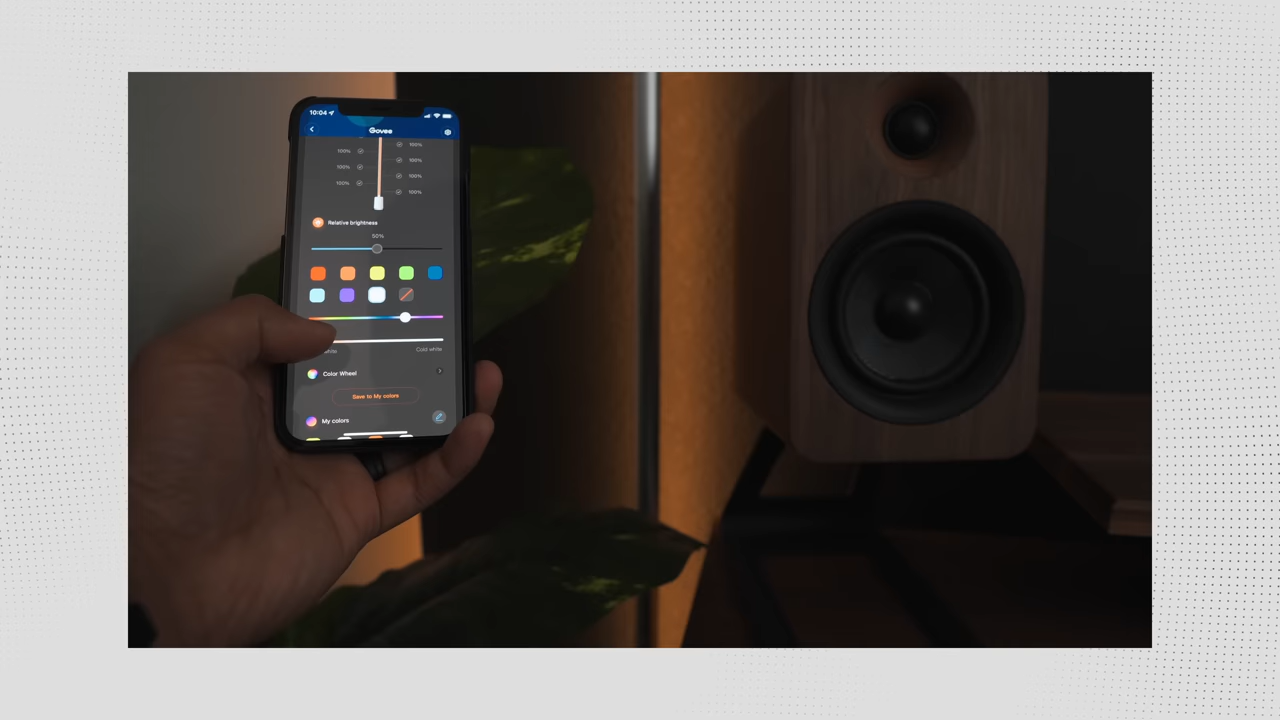 10:04
Govee
100%
100%
100%
100%
100%
100%
100%
Relative brightness
50%
Cold white
Color Wheel
Save to My colors
My colors